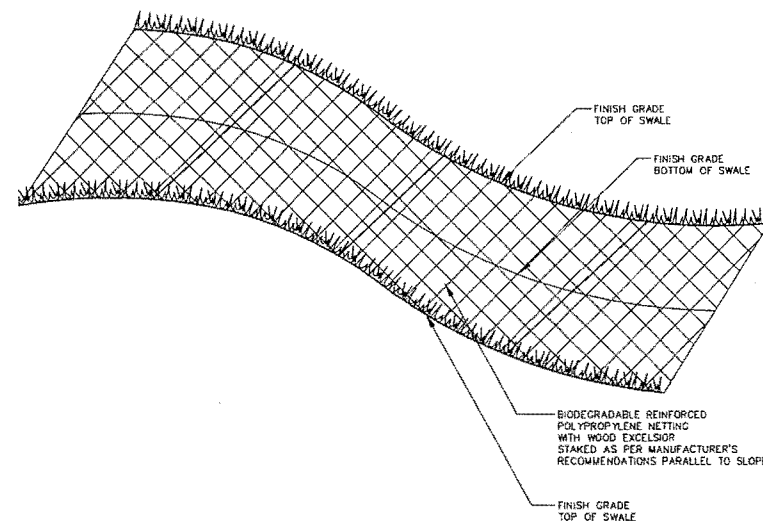 FINISH GRADE
TOP OF SWALE
FINISH GRADE
BOTTOM OF SWALE
BIODEGRADABLE REINFORCED
POLYPROPYLENE NETTING
WITH WOOD EXCELSIOR
STAKED AS PER MANUFACTURER'S
RECOMMENDATIONS PARALLEL TO SLOPE
FINISH GRADE
TOP OF SWALE